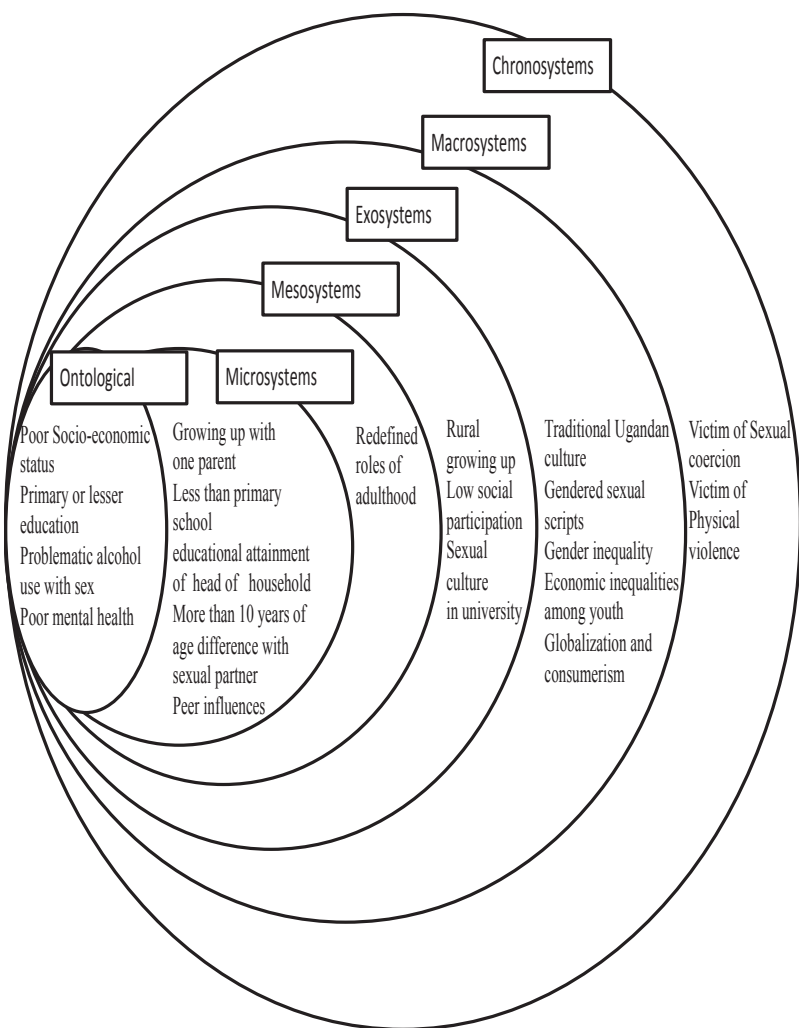 Chronosystems
Macrosystems
Exosystems
Mesosystems
Ontological
Microsystems
Poor Socio-economic
status
Primary or lesser
education
Problematic alcohol
use with sex
Poor mental health
Growing up with
one parent
Less than primary
school
educational attainment
of head of household
More than 10 years of
age difference with
sexual partner
Peer influences
Redefined
roles of
adulthood
Rural
growing up
Low social
participation
Sexual
culture
in university
Traditional Ugandan
culture
Gendered sexual
scripts
Gender inequality
Economic inequalities
among youth
Globalization and
consumerism
Victim of Sexual
coercion
Victim of
Physical
violence